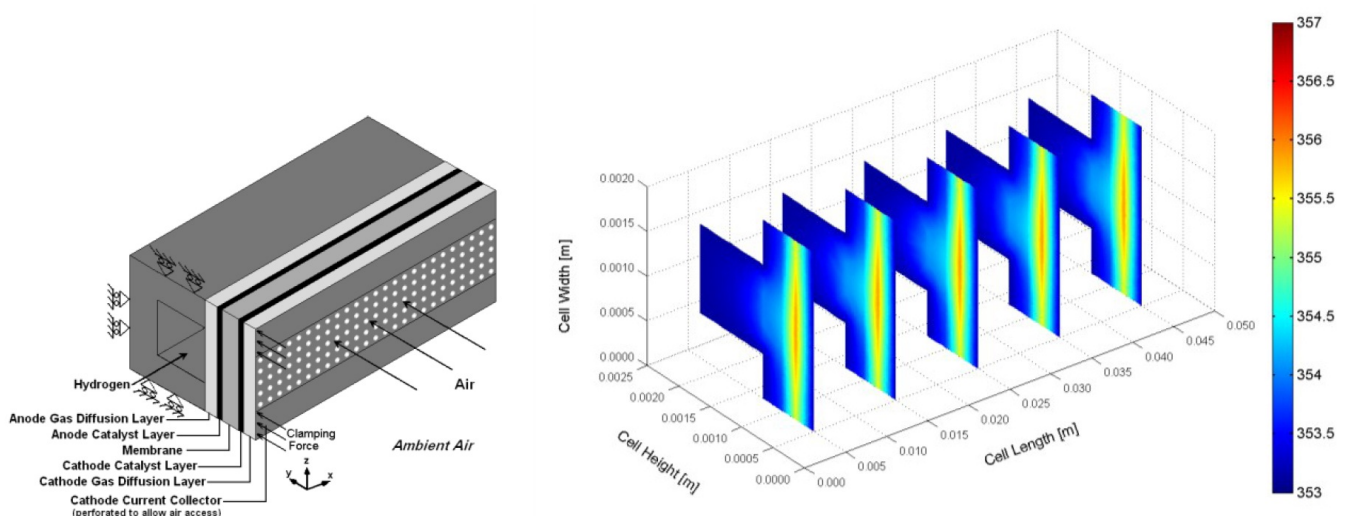 Hydrogen
Air
Anode Gas Diffusion Layer
Anode Catalyst Layer
Clamping
Force
Membrane
Ambient Air
Cathode Catalyst Layer
Cathode Gas Diffusion Layer
z
y
x
Cathode Current Collector
(perforated to allow air access)
Cell Width [m]
0.0020
0.0015
0.0010
0.0005
0.0000
0.0025
0.0020
0.0015
0.0010
0.0005
0.0000
Cell Height [m]
0.000
0.005
0.010
0.015
0.020
0.025
0.030
0.035
0.040
0.045
0.050
Cell Length [m]
357
356.5
356
355.5
355
354.5
354
353.5
353